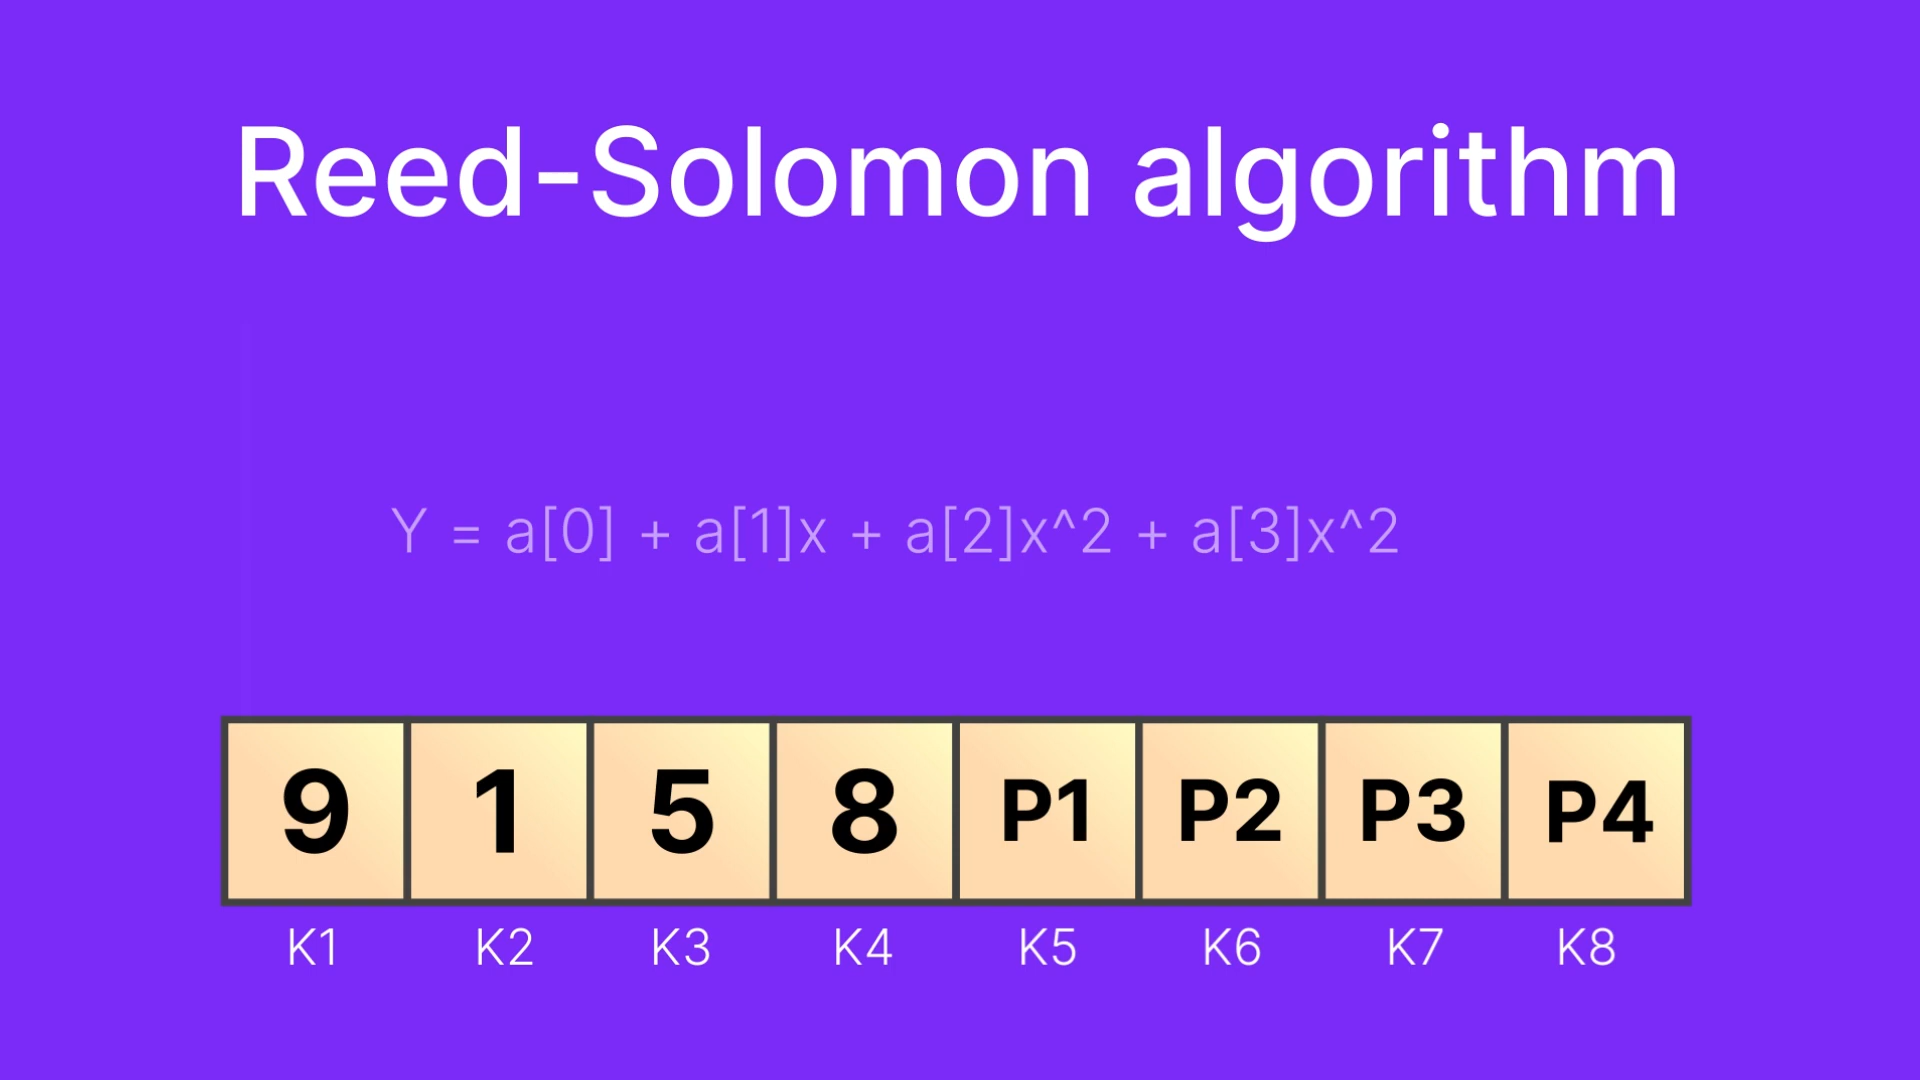 Reed-Solomon algorithm
Y = a[0] + a[1]x + a[2]x^2 + a[3]x^2
9 1 5 8 P1 P2 P3 P4
K1 K2 K3 K4 K5 K6 K7 K8